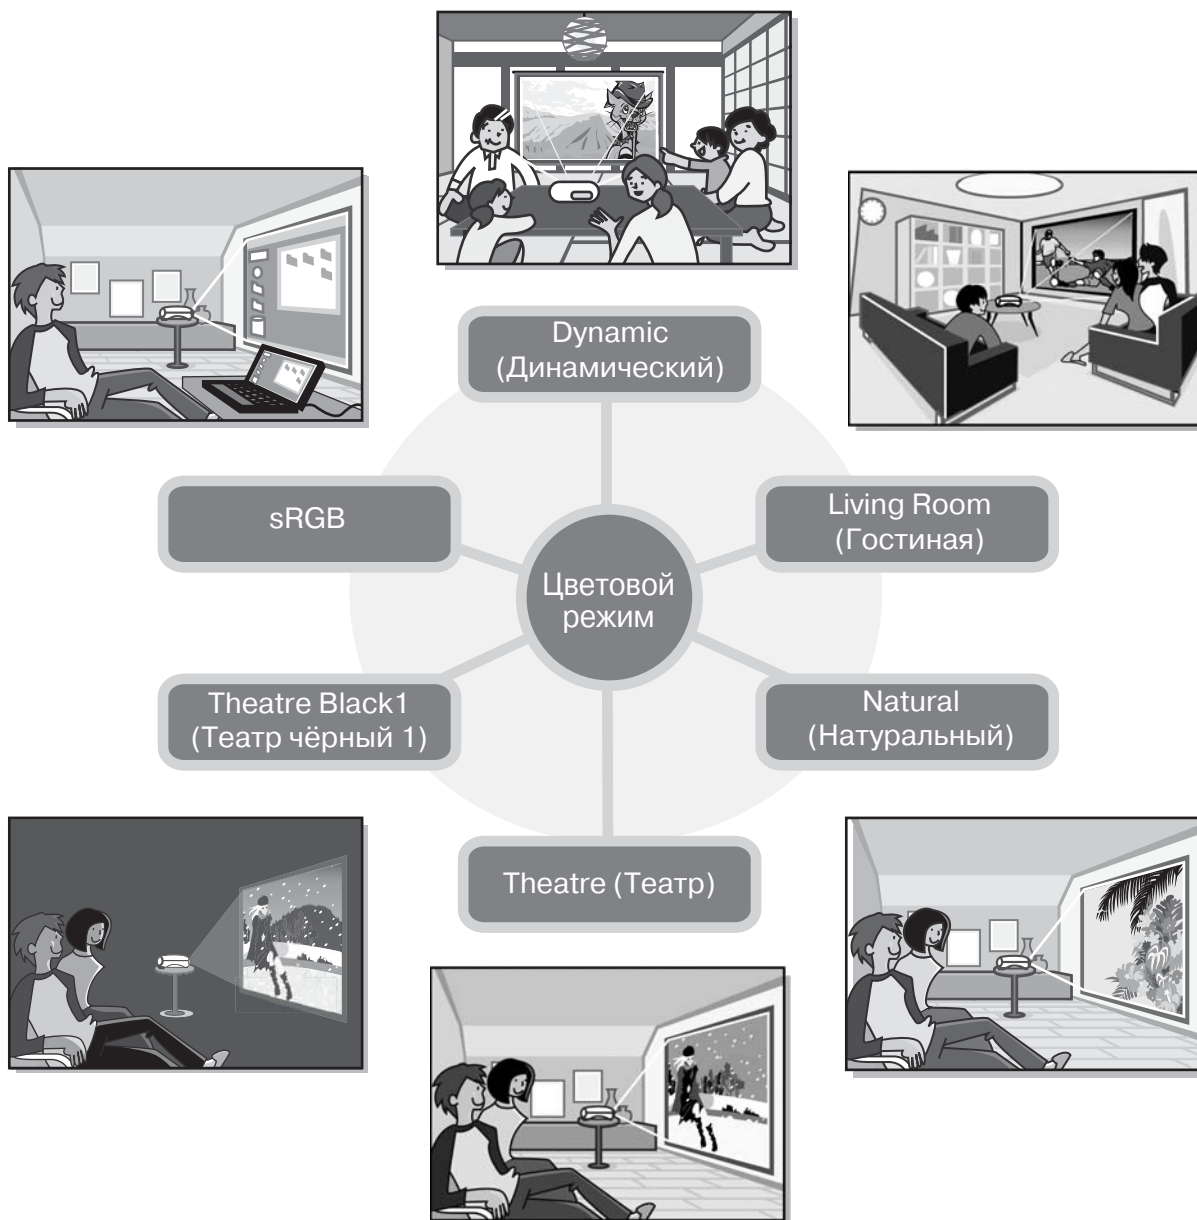 Dynamic
(Динамический)
sRGB
Living Room
(Гостиная)
Цветовой
режим
Theatre Black1
(Театр чёрный 1)
Natural
(Натуральный)
Theatre (Театр)